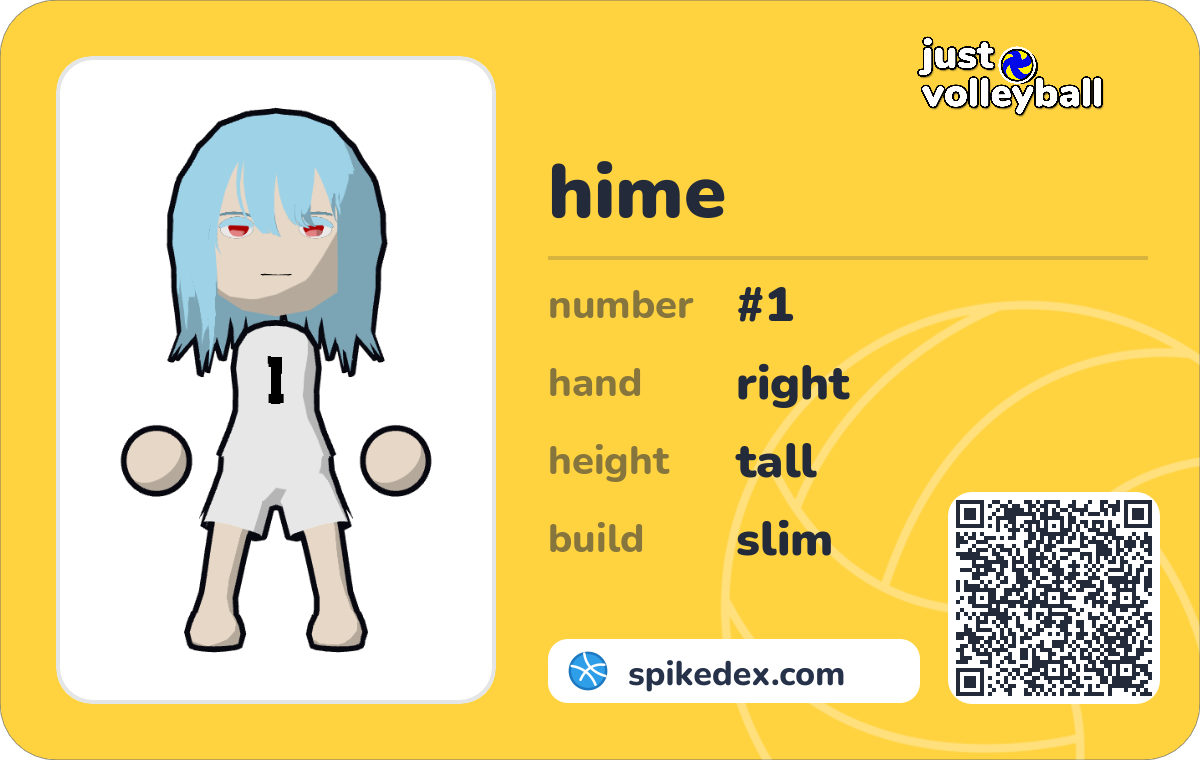 just
volleyball
hime
number #1
hand right
height tall
build slim
1
spikedex.com